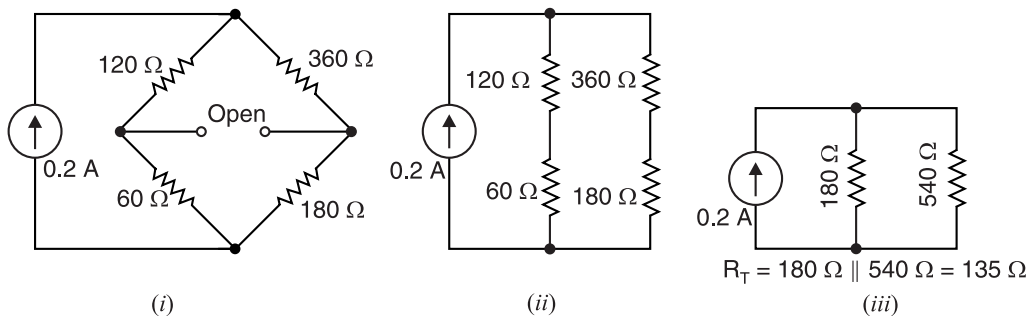 120 Ω
360 Ω
Open
0.2 A
60 Ω
180 Ω
(i)
120 Ω
360 Ω
0.2 A
60 Ω
180 Ω
(ii)
180 Ω
540 Ω
0.2 A
R_T = 180 Ω || 540 Ω = 135 Ω
(iii)